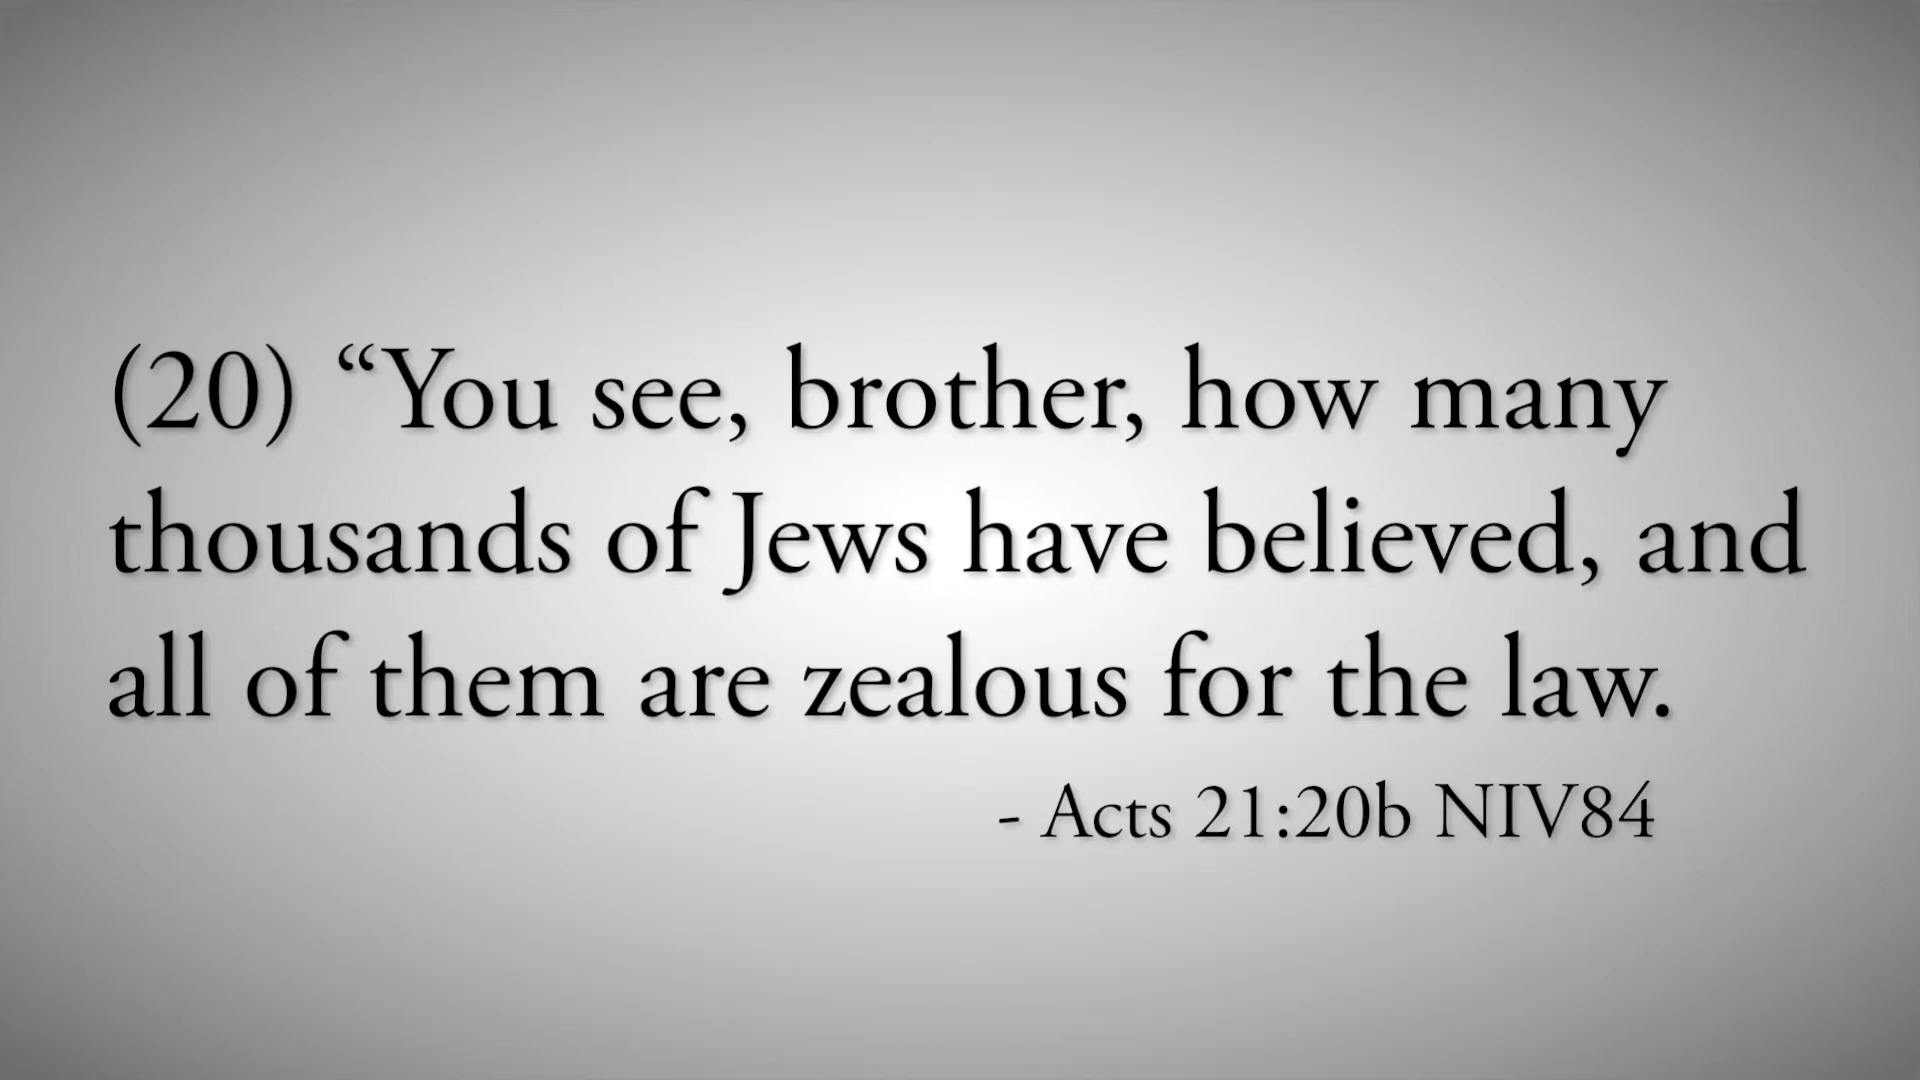 (20) “You see, brother, how many
thousands of Jews have believed, and
all of them are zealous for the law.
- Acts 21:20b NIV84